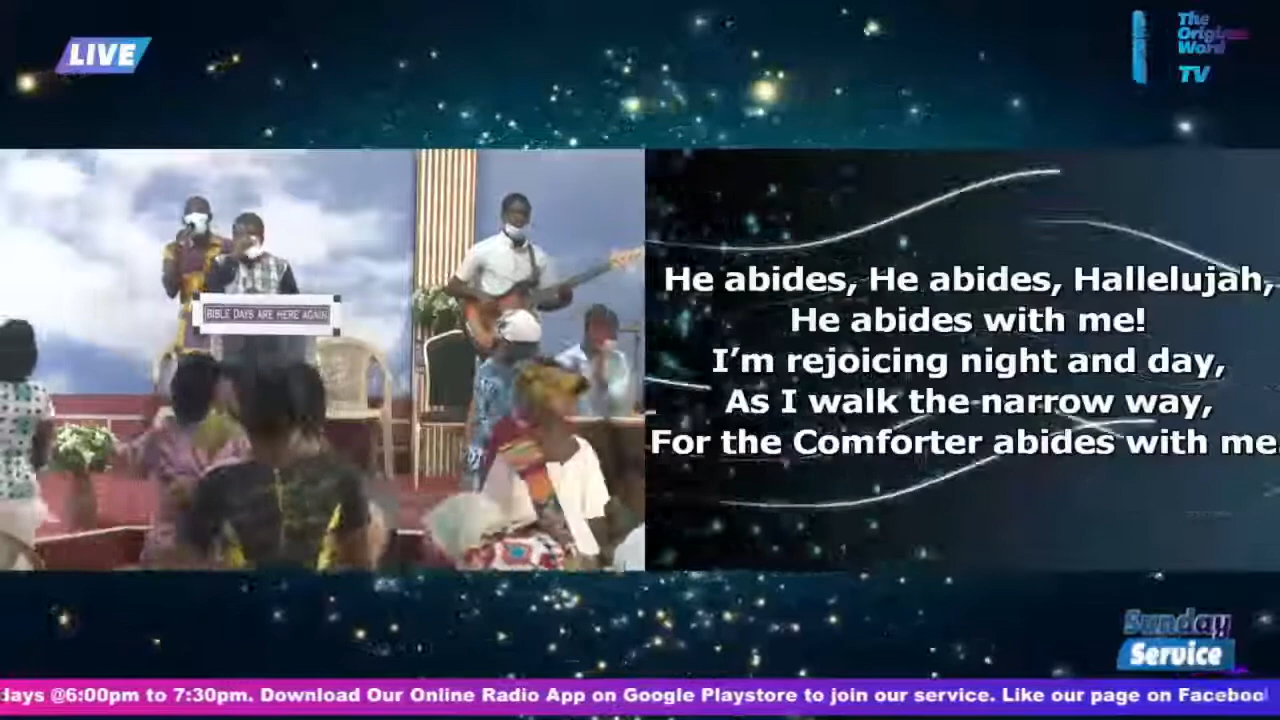 LIVE
The
Original
Word
TV
BIBLE DAYS ARE HERE AGAIN
He abides, He abides, Hallelujah,
He abides with me!
I’m rejoicing night and day,
As I walk the narrow way,
For the Comforter abides with me.
Sunday
Service
days @6:00pm to 7:30pm. Download Our Online Radio App on Google Playstore to join our service. Like our page on Faceboo